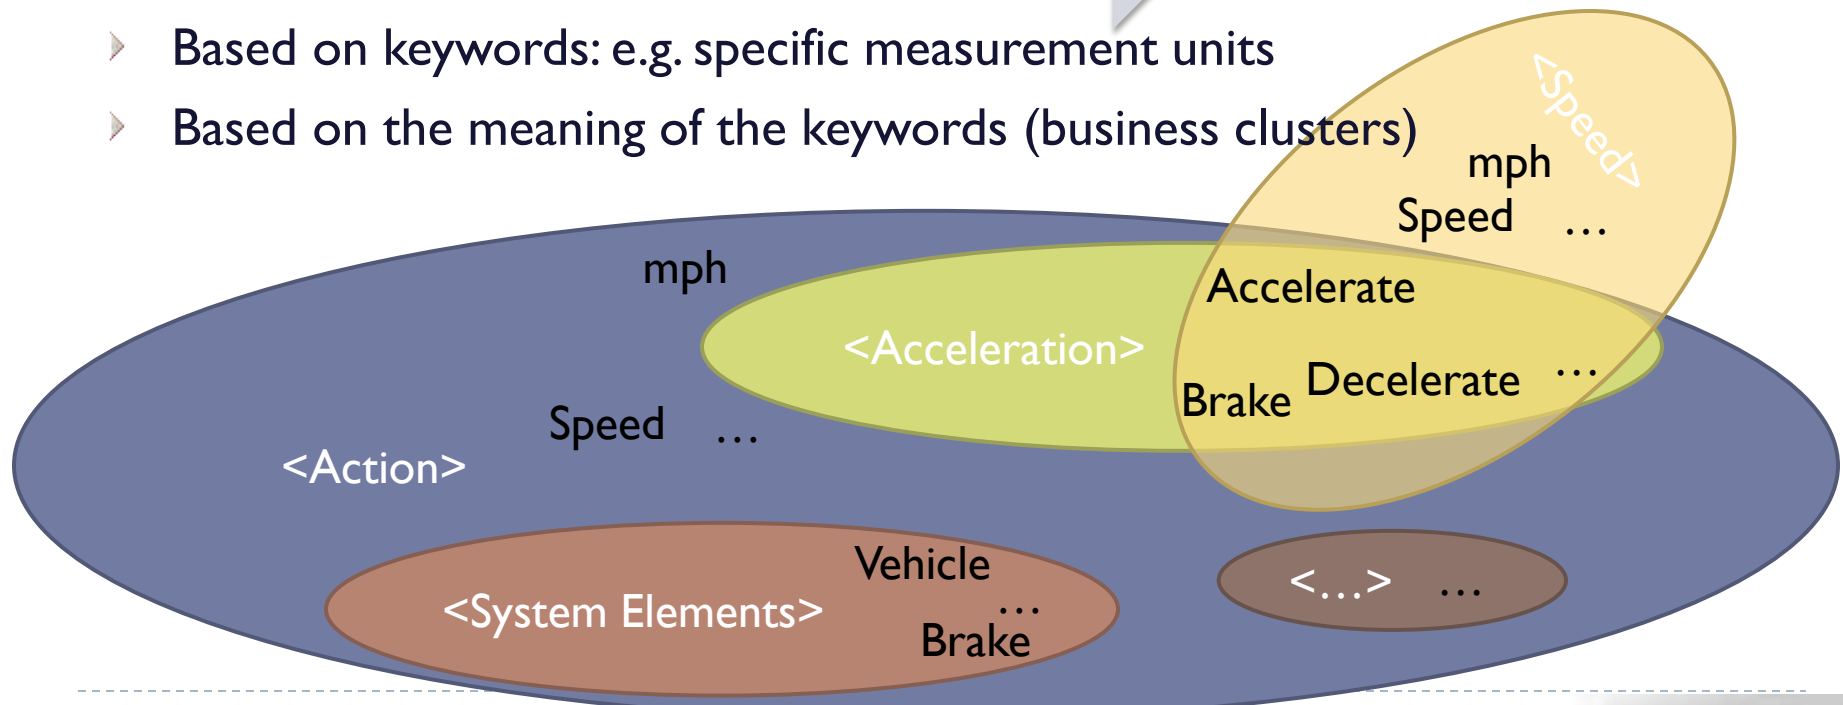 Based on keywords: e.g. specific measurement units
Based on the meaning of the keywords (business clusters)
<Speed>
mph
Speed …
mph
Accelerate
<Acceleration>
Brake Decelerate …
Speed …
<Action>
Vehicle
<System Elements> …
Brake
<…> …